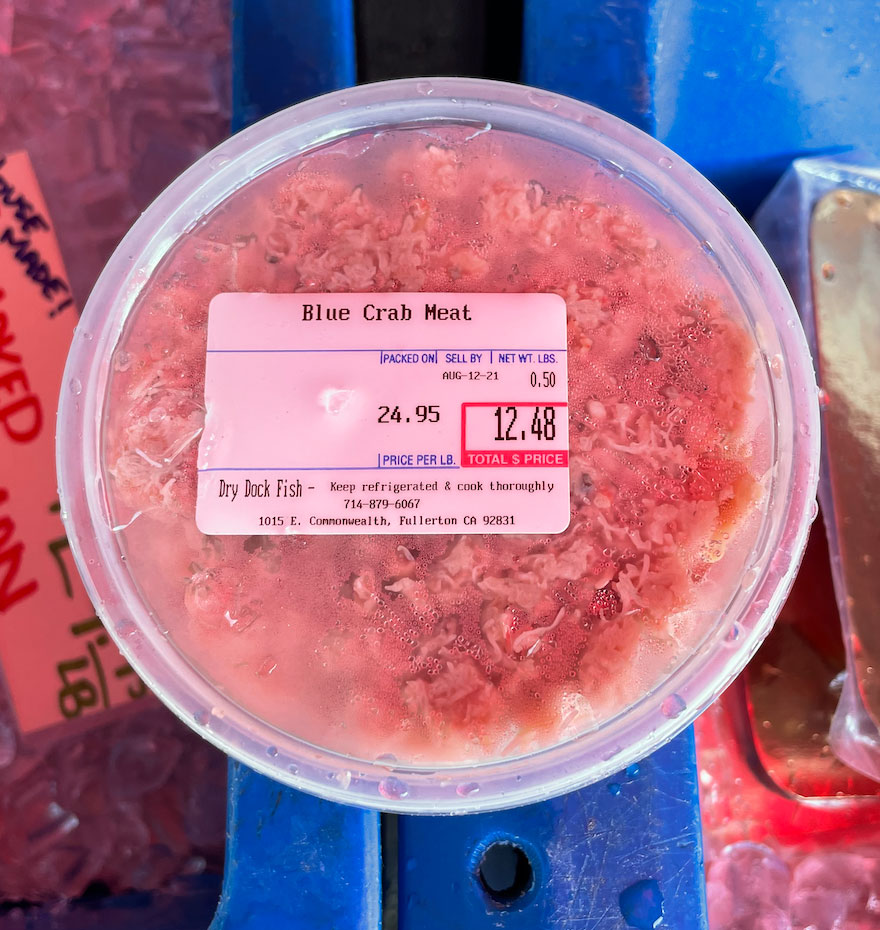 Blue Crab Meat
PACKED ON SELL BY NET WT. LBS.
AUG-12-21 0.50
24.95 12.48
PRICE PER LB. TOTAL $ PRICE
Dry Dock Fish - Keep refrigerated & cook thoroughly
714-879-6067
1015 E. Commonwealth, Fullerton CA 92831
MADE!